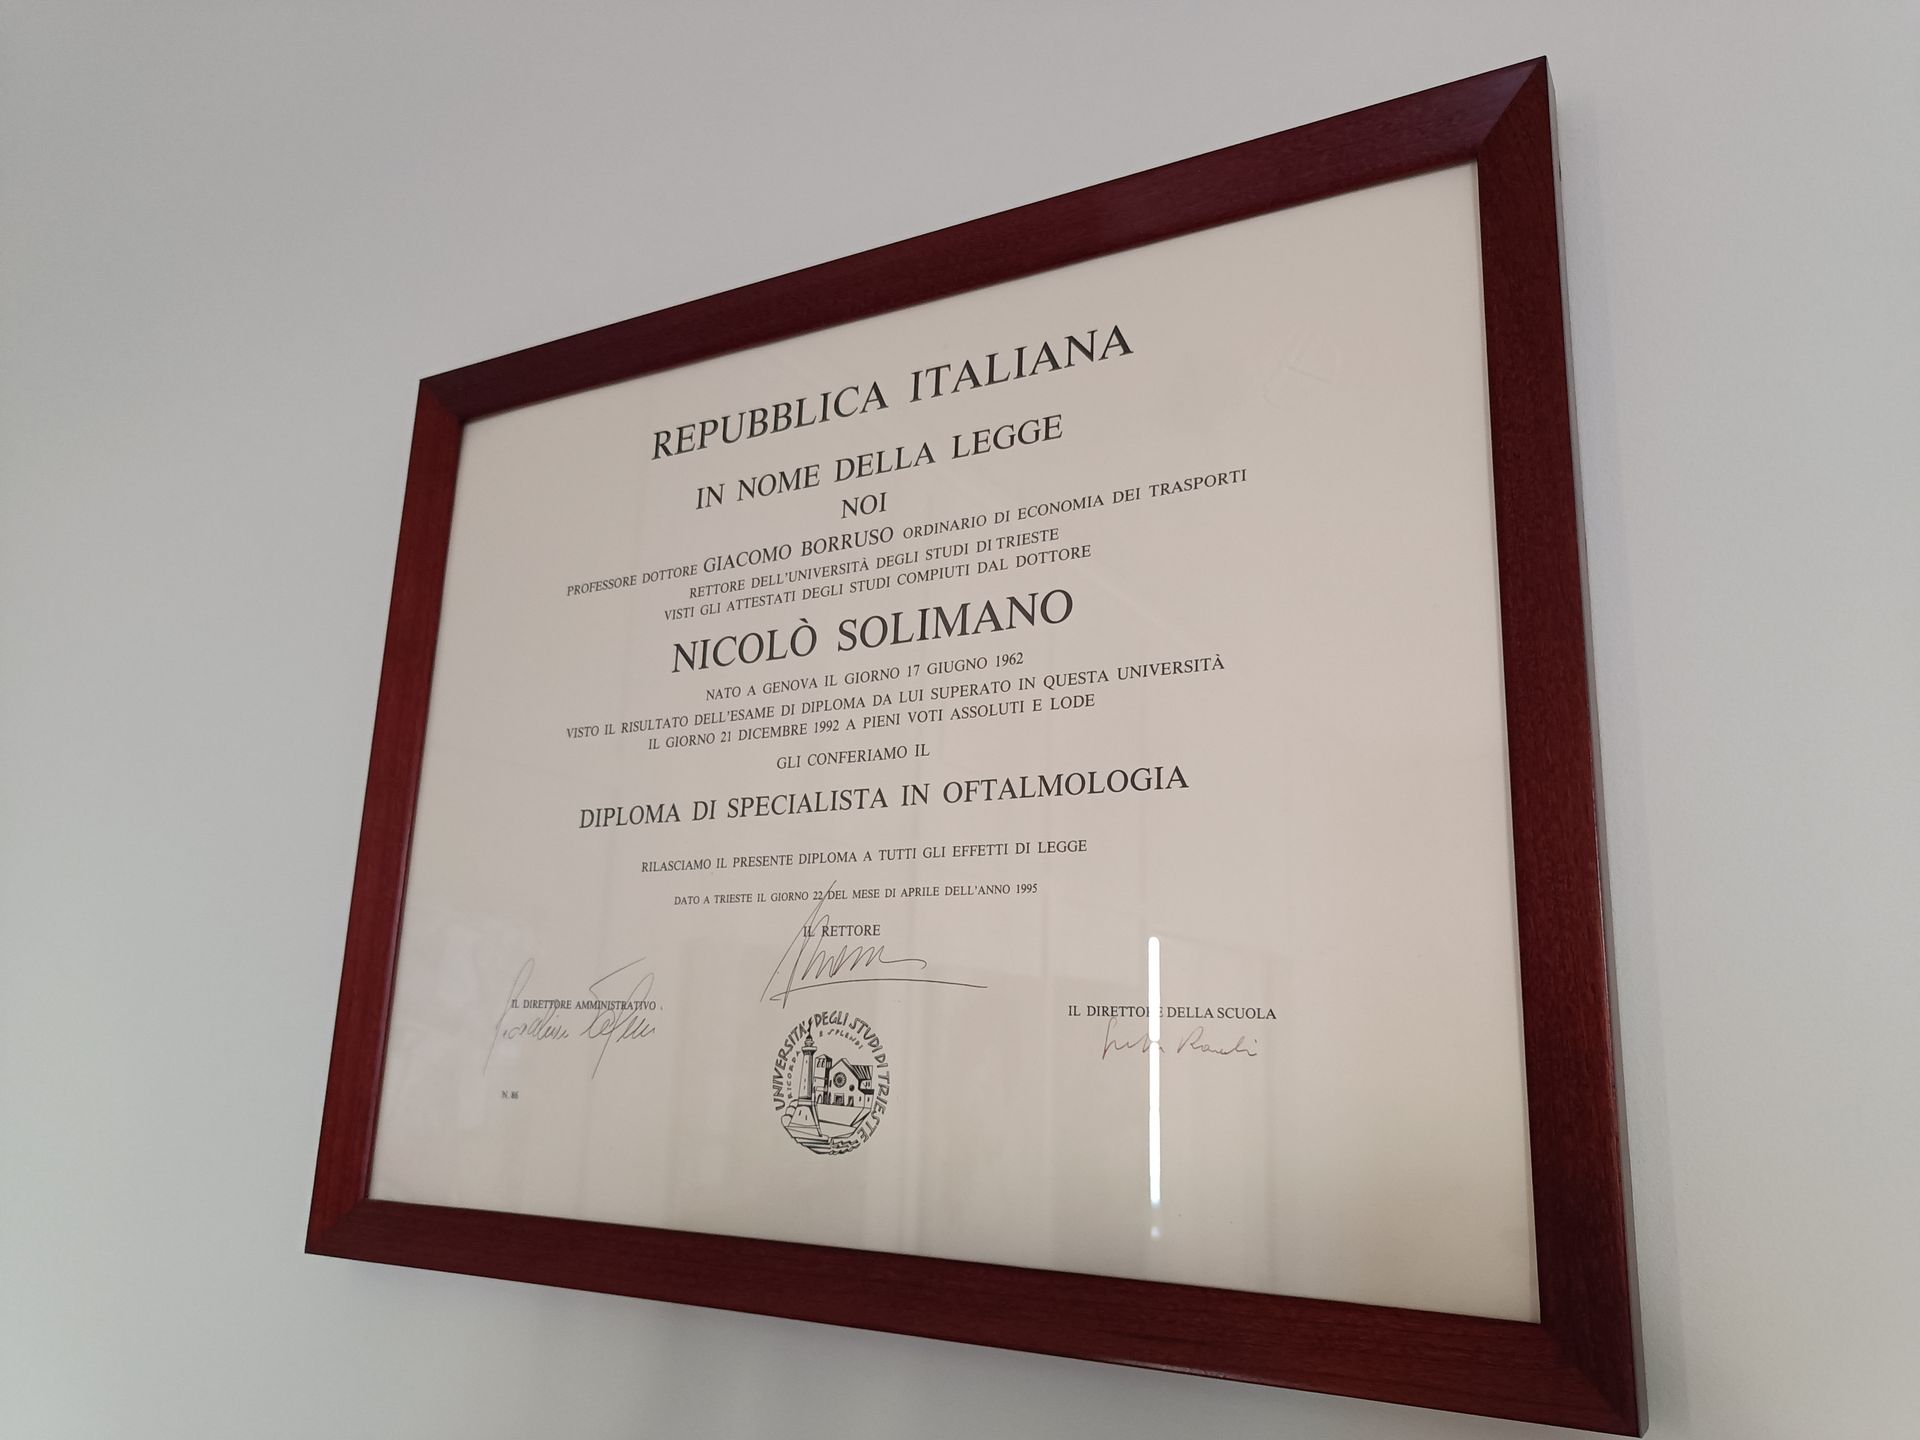 REPUBBLICA ITALIANA
IN NOME DELLA LEGGE
NOI
PROFESSORE DOTTORE GIACOMO BORRUSO ORDINARIO DI ECONOMIA DEI TRASPORTI
RETTORE DELL'UNIVERSITÀ DEGLI STUDI DI TRIESTE
VISTI GLI ATTESTATI DEGLI STUDI COMPIUTI DAL DOTTORE
NICOLÒ SOLIMANO
NATO A GENOVA IL GIORNO 17 GIUGNO 1962
VISTO IL RISULTATO DELL'ESAME DI DIPLOMA DA LUI SUPERATO IN QUESTA UNIVERSITÀ
IL GIORNO 21 DICEMBRE 1992 A PIENI VOTI ASSOLUTI E LODE
GLI CONFERIAMO IL
DIPLOMA DI SPECIALISTA IN OFTALMOLOGIA
RILASCIAMO IL PRESENTE DIPLOMA A TUTTI GLI EFFETTI DI LEGGE
DATO A TRIESTE IL GIORNO 22 DEL MESE DI APRILE DELL'ANNO 1995
IL RETTORE
IL DIRETTORE AMMINISTRATIVO
IL DIRETTORE DELLA SCUOLA
UNIVERSITA' DEGLI STUDI DI TRIESTE
RICORDA E SPLENDI
N. 86